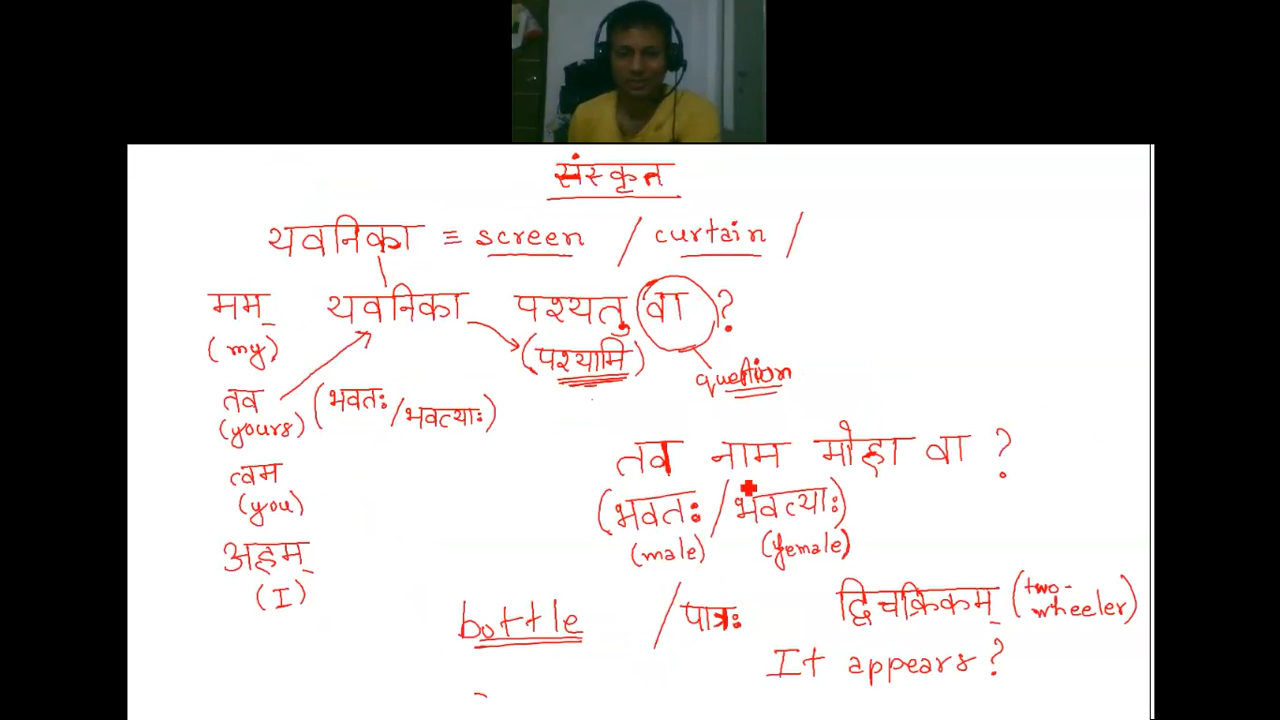 संस्कृत
यवनिका ≡ screen / curtain /
मम् यवनिका पश्यतु वा ?
(my) (पश्यामि) question
तव (भवतः / भवत्याः)
(yours)
तव नाम मोहा वा ?
त्वम
(you) (भवतः / भवत्याः)
(male) (female)
अहम्
(I)
bottle / पात्रः द्विचक्रिकम् (two-wheeler)
It appears?